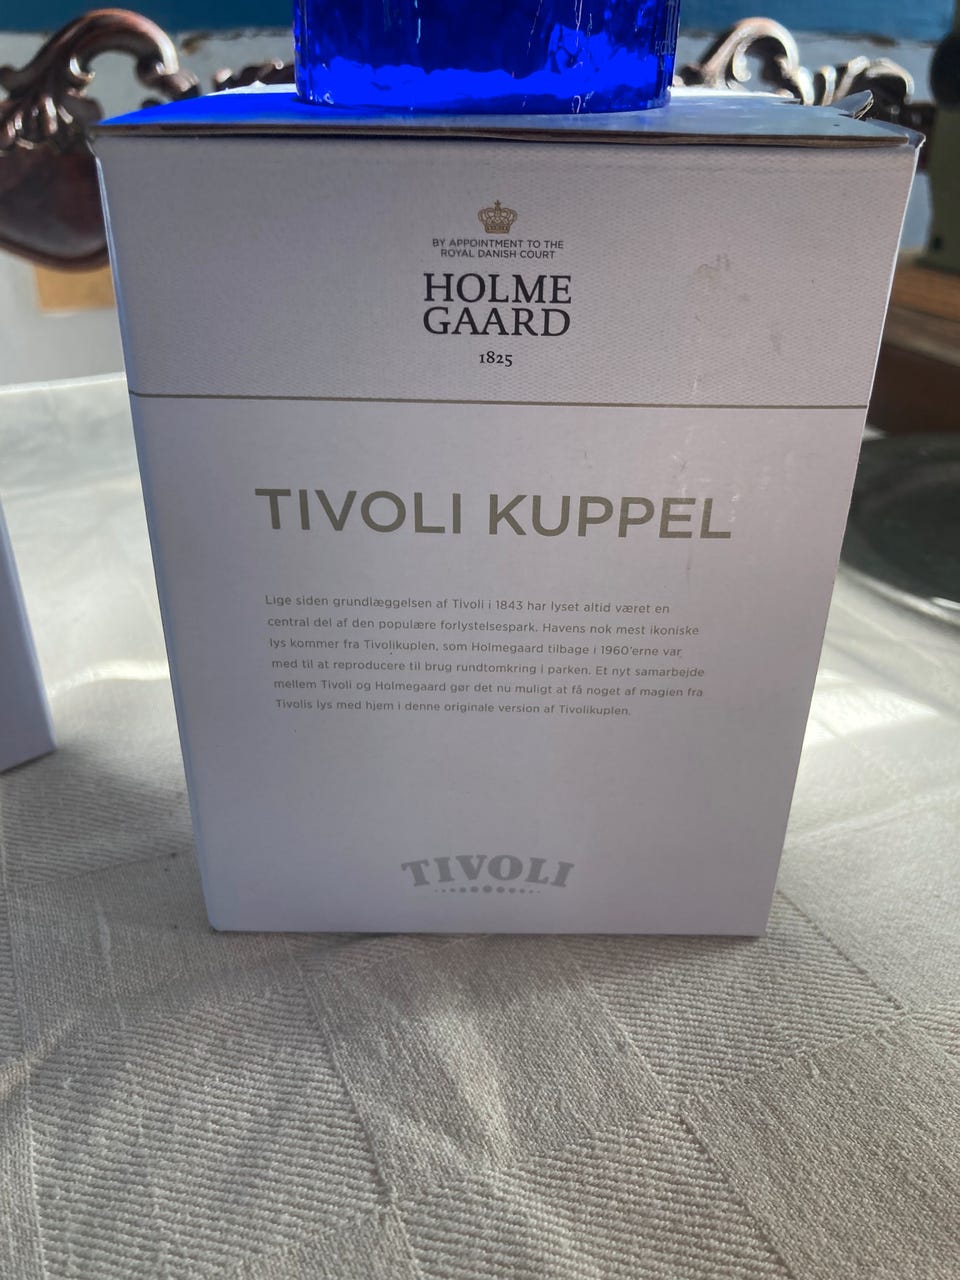 BY APPOINTMENT TO THE
ROYAL DANISH COURT
HOLME
GAARD
1825
TIVOLI KUPPEL
Lige siden grundlæggelsen af Tivoli i 1843 har lyset altid været en
central del af den populære forlystelsespark. Havens nok mest ikoniske
lys kommer fra Tivolikuplen, som Holmegaard tilbage i 1960'erne var
med til at reproducere til brug rundtomkring i parken. Et nyt samarbejde
mellem Tivoli og Holmegaard gør det nu muligt at få noget af magien fra
Tivolis lys med hjem i denne originale version af Tivolikuplen.
TIVOLI